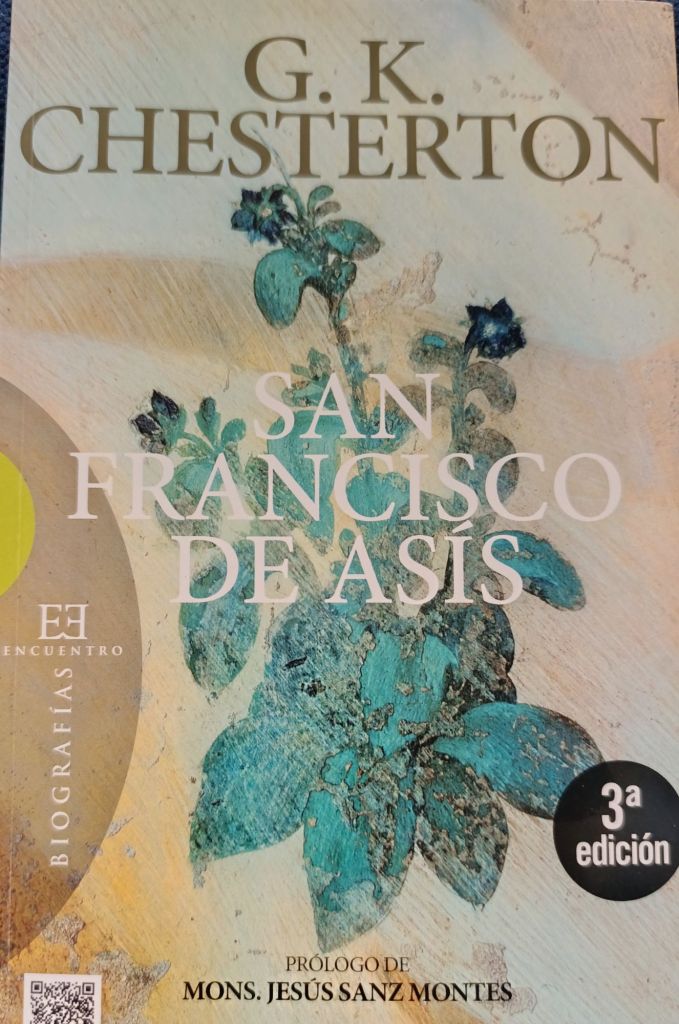 G. K.
CHESTERTON
SAN
FRANCISCO
DE ASÍS
EE
ENCUENTRO
BIOGRAFÍAS
3ª
edición
PRÓLOGO DE
MONS. JESÚS SANZ MONTES